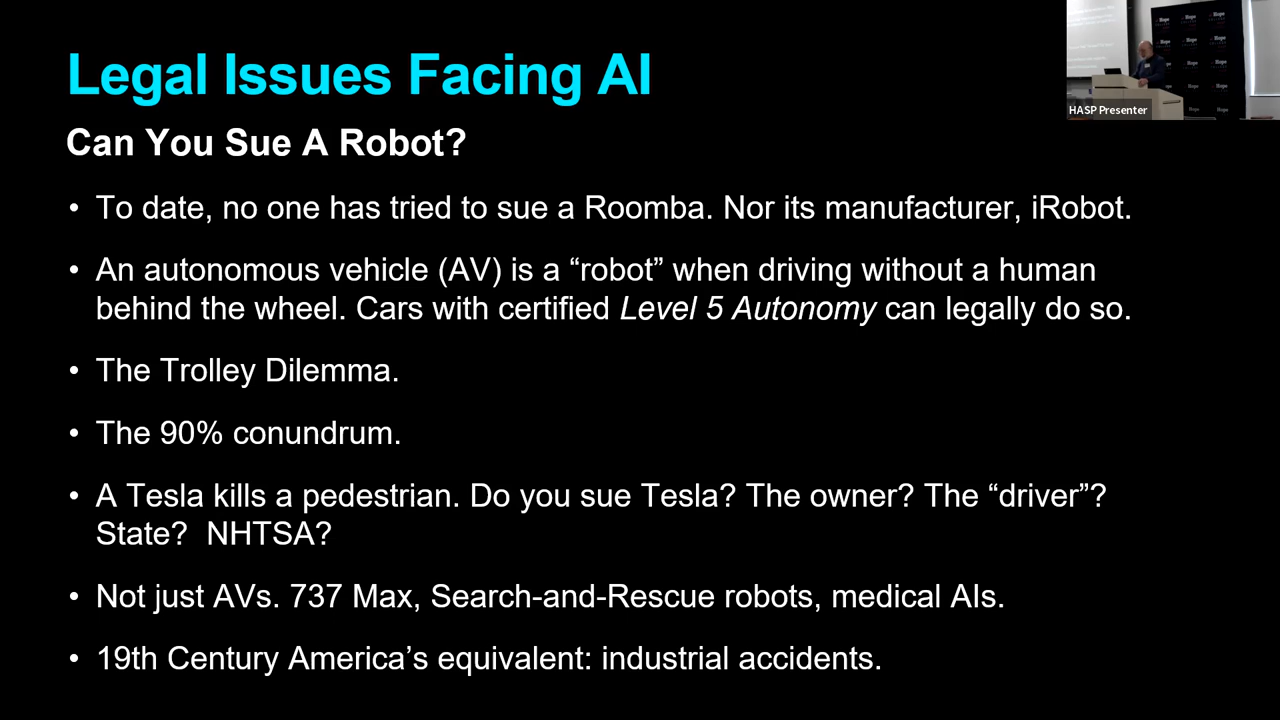 Legal Issues Facing AI
Can You Sue A Robot?
• To date, no one has tried to sue a Roomba. Nor its manufacturer, iRobot.
• An autonomous vehicle (AV) is a “robot” when driving without a human
behind the wheel. Cars with certified Level 5 Autonomy can legally do so.
• The Trolley Dilemma.
• The 90% conundrum.
• A Tesla kills a pedestrian. Do you sue Tesla? The owner? The “driver”?
State?  NHTSA?
• Not just AVs. 737 Max, Search-and-Rescue robots, medical AIs.
• 19th Century America’s equivalent: industrial accidents.
HASP Presenter
Hope